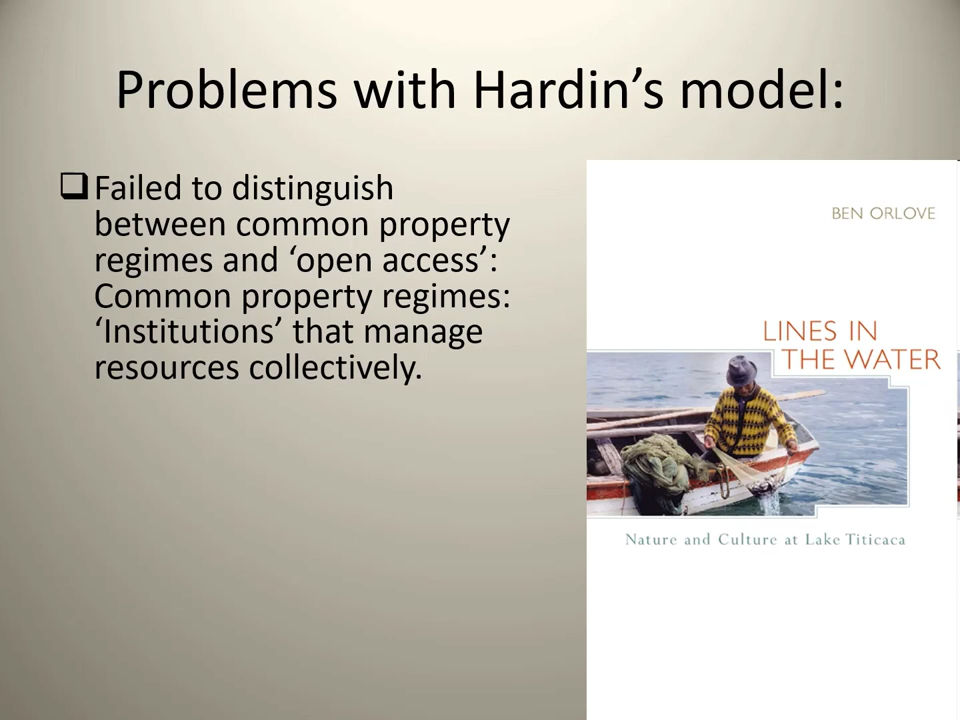 Problems with Hardin’s model:
Failed to distinguish
between common property
regimes and ‘open access’:
Common property regimes:
‘Institutions’ that manage
resources collectively.
BEN ORLOVE
LINES IN
THE WATER
Nature and Culture at Lake Titicaca